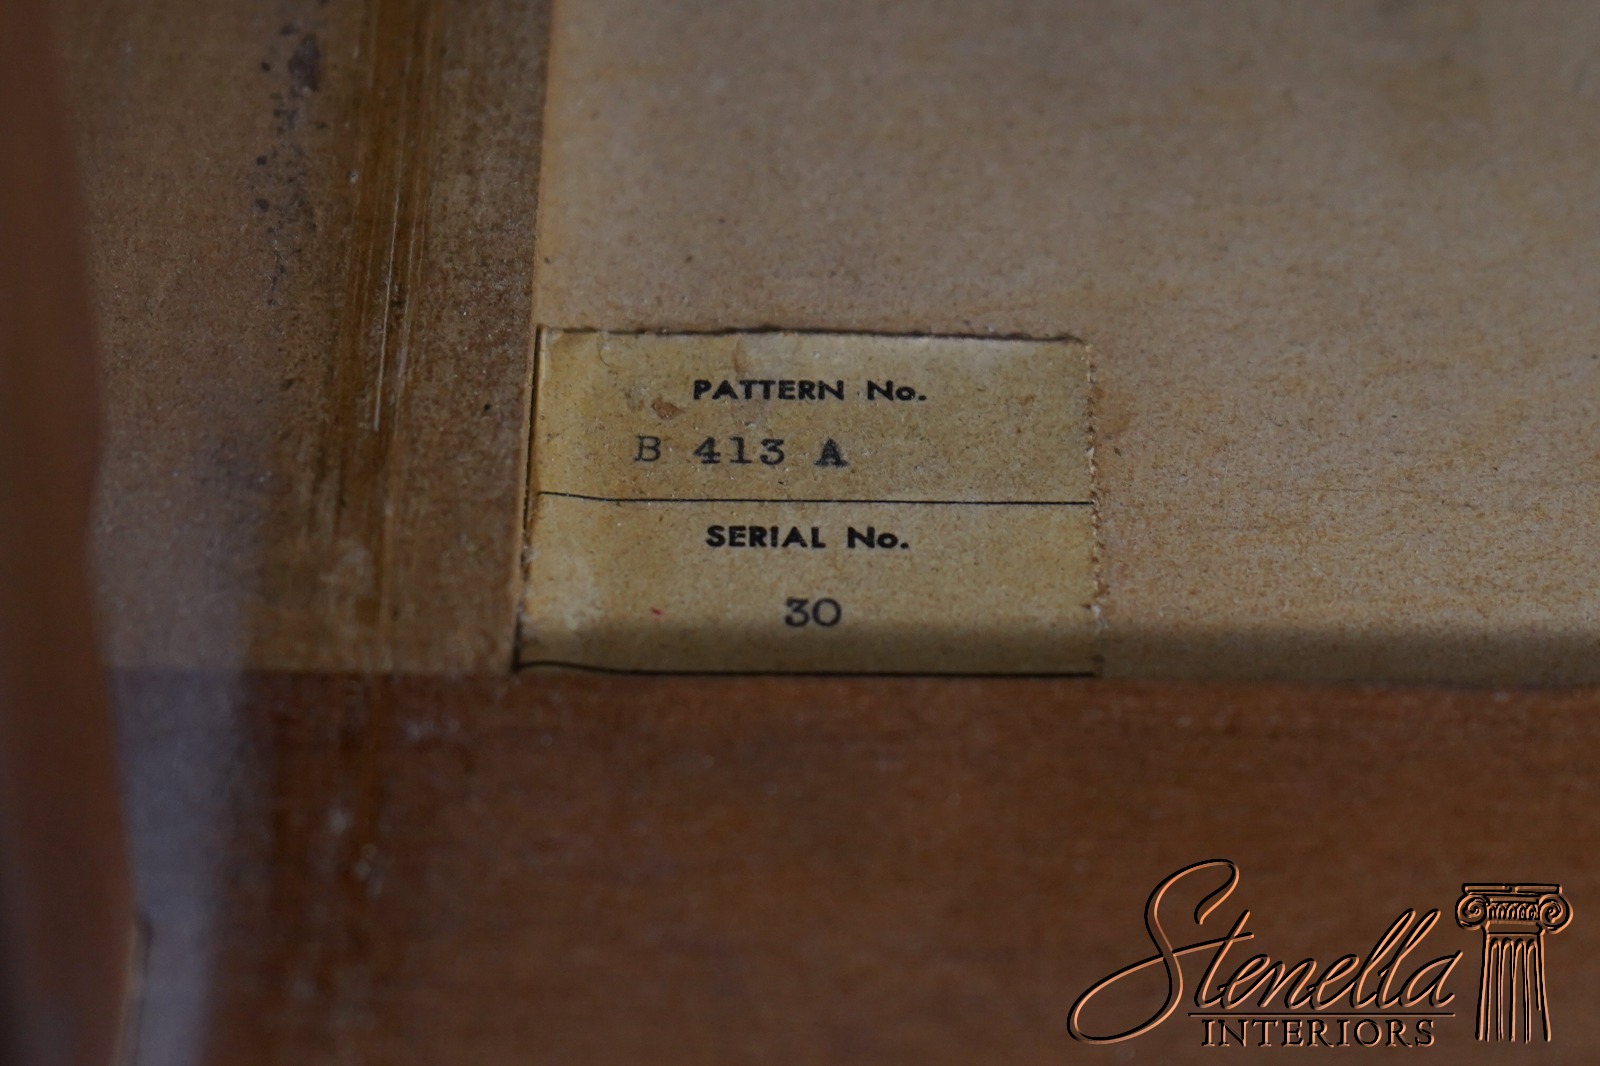 PATTERN No.
B 413 A
SERIAL No.
30
Stenella
INTERIORS